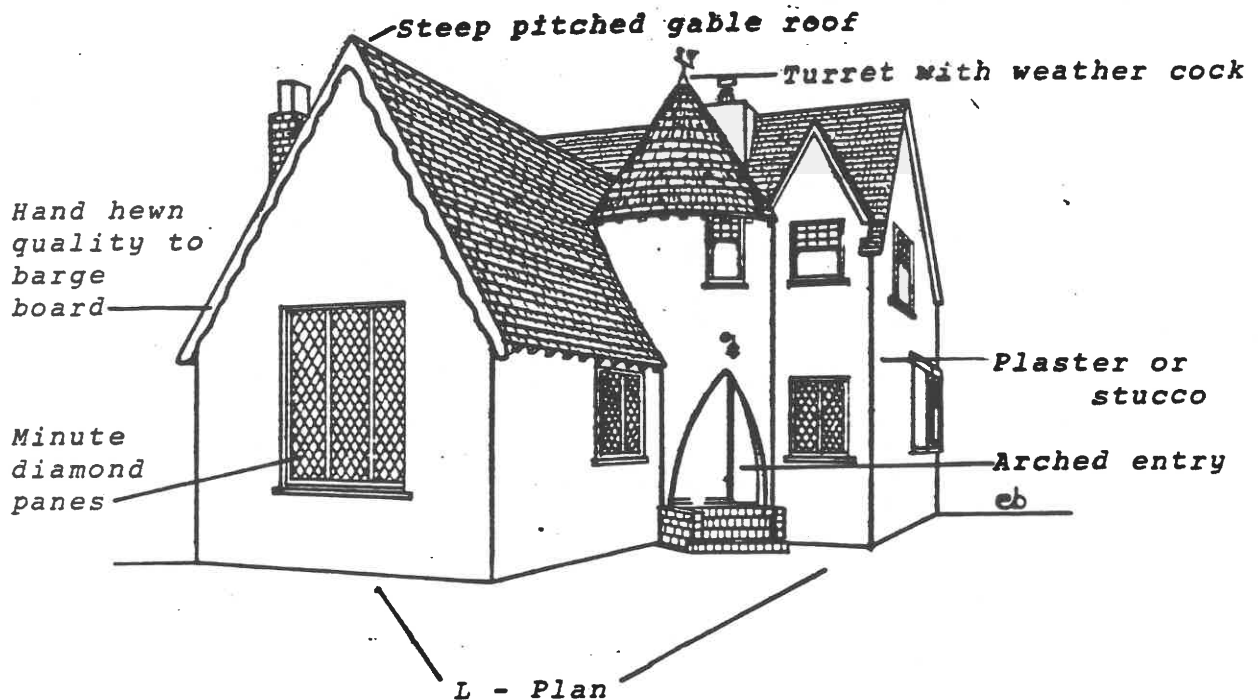 Steep pitched gable roof
Turret with weather cock
Hand hewn
quality to
barge
board
Plaster or
stucco
Minute
diamond
panes
Arched entry
eb
L - Plan